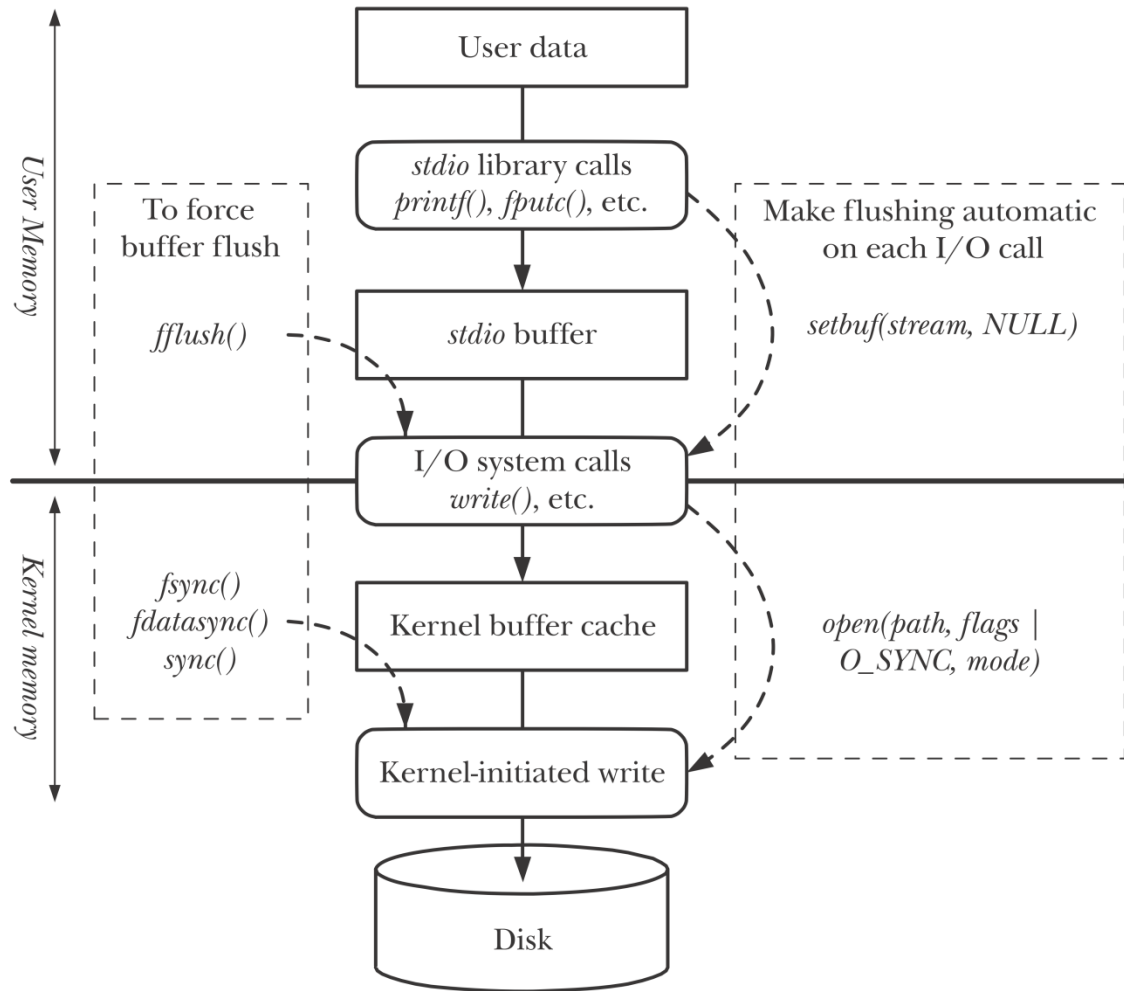 User Memory
Kernel memory
User data
stdio library calls
printf(), fputc(), etc.
To force
buffer flush
Make flushing automatic
on each I/O call
fflush()
stdio buffer
setbuf(stream, NULL)
I/O system calls
write(), etc.
fsync()
fdatasync()
sync()
Kernel buffer cache
open(path, flags |
O_SYNC, mode)
Kernel-initiated write
Disk